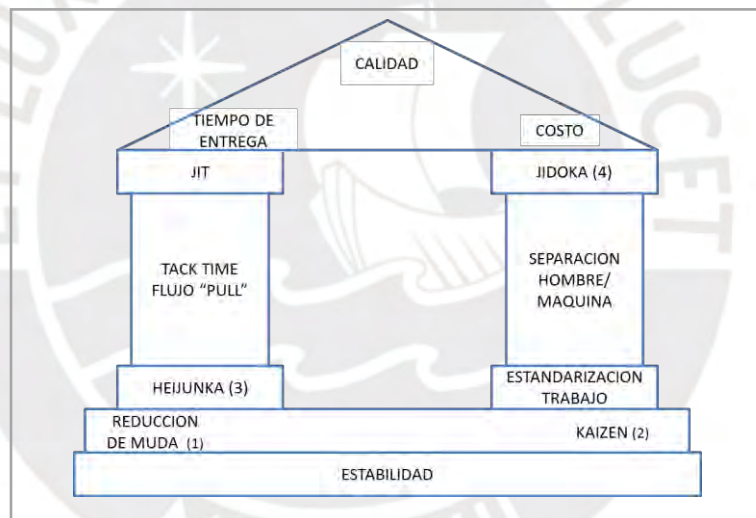 CALIDAD
TIEMPO DE
ENTREGA
COSTO
JIT
JIDOKA (4)
TACK TIME
FLUJO “PULL”
SEPARACION
HOMBRE/
MAQUINA
HEIJUNKA (3)
ESTANDARIZACION
TRABAJO
REDUCCION
DE MUDA (1)
KAIZEN (2)
ESTABILIDAD